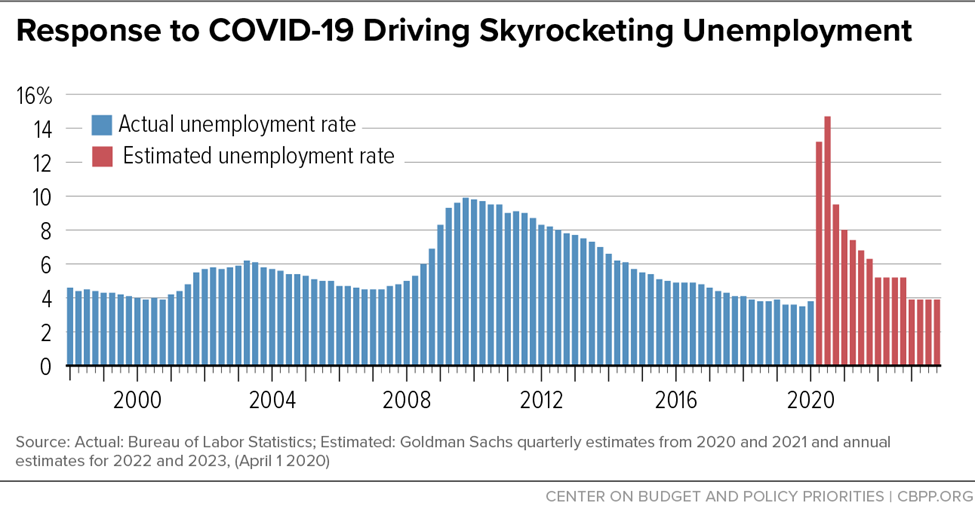 Response to COVID-19 Driving Skyrocketing Unemployment
16%
14
12
10
8
6
4
2
0
Actual unemployment rate
Estimated unemployment rate
2000 2004 2008 2012 2016 2020
Source: Actual: Bureau of Labor Statistics; Estimated: Goldman Sachs quarterly estimates from 2020 and 2021 and annual
estimates for 2022 and 2023, (April 1 2020)
CENTER ON BUDGET AND POLICY PRIORITIES | CBPP.ORG